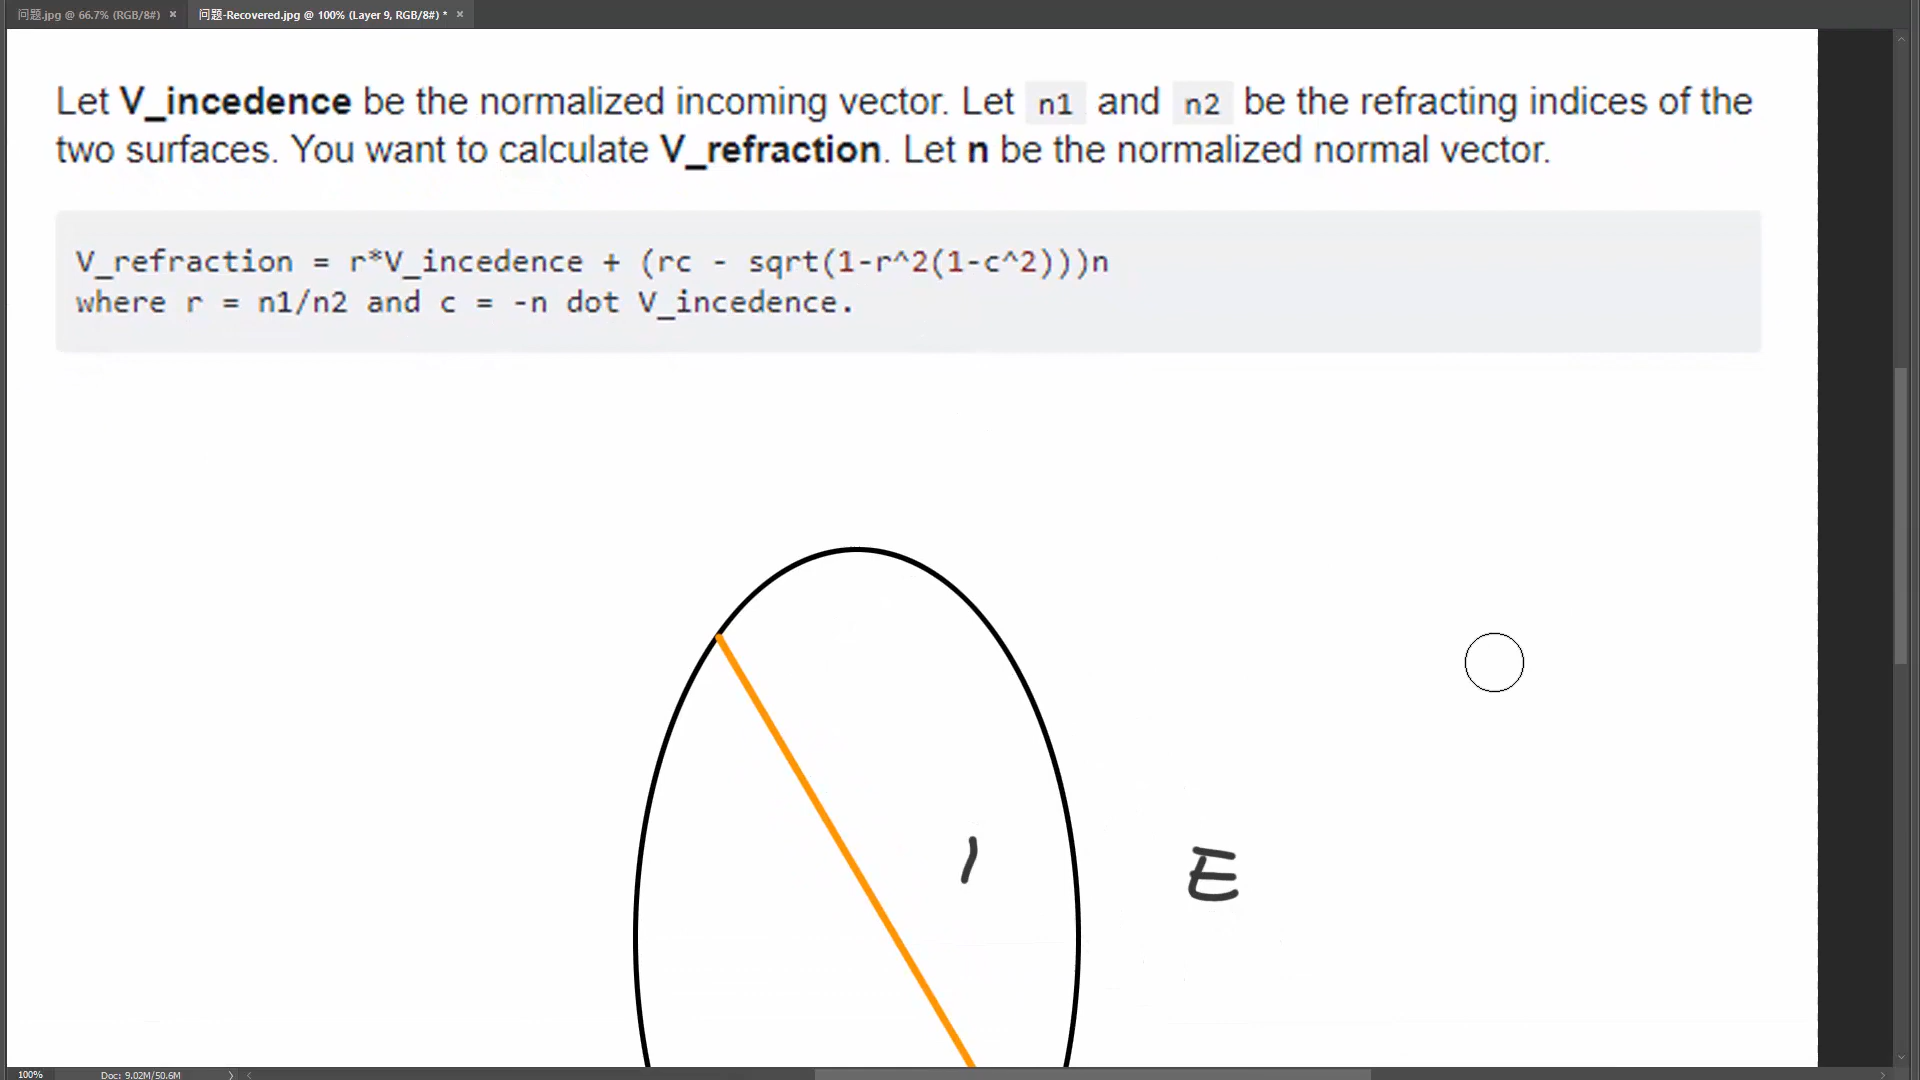 问题.jpg @ 66.7% (RGB/8#) × 问题-Recovered.jpg @ 100% (Layer 9, RGB/8#) * ×
Let V_incedence be the normalized incoming vector. Let n1 and n2 be the refracting indices of the
two surfaces. You want to calculate V_refraction. Let n be the normalized normal vector.
V_refraction = r*V_incedence + (rc - sqrt(1-r^2(1-c^2)))n
where r = n1/n2 and c = -n dot V_incedence.
I E
100% Doc: 9.02M/50.6M